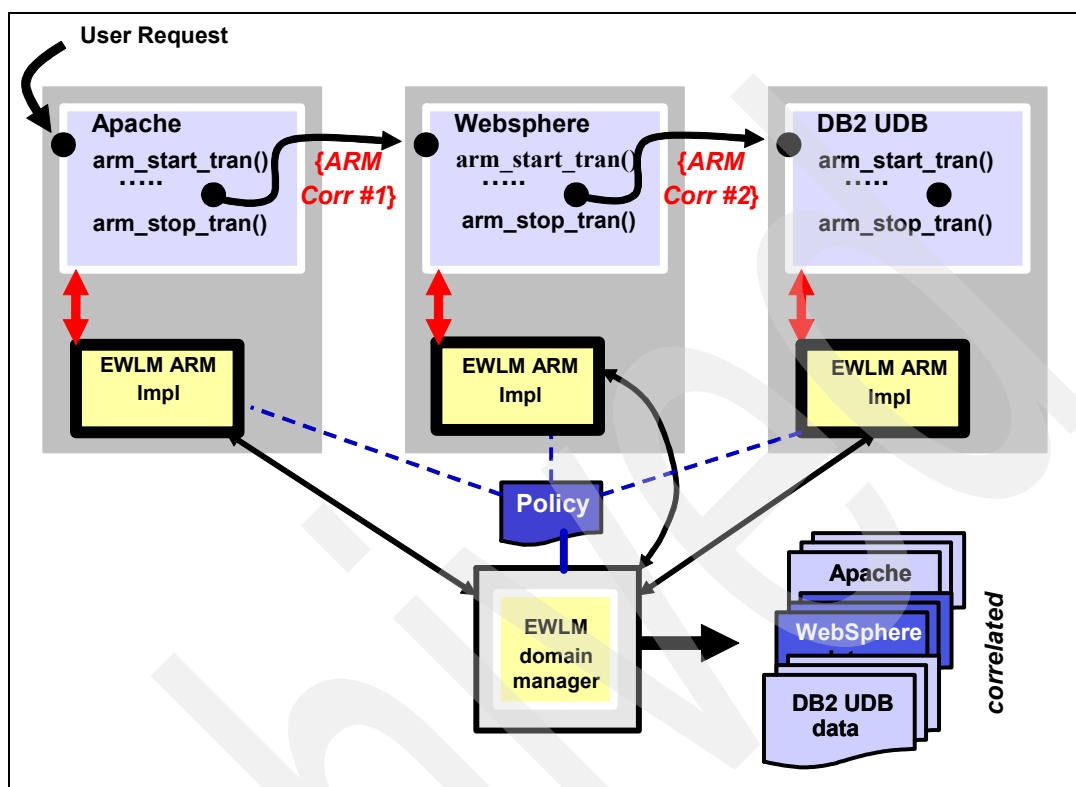 User Request
Apache
arm_start_tran()
.....
arm_stop_tran()
{ARM
Corr #1}
Websphere
arm_start_tran()
.....
arm_stop_tran()
{ARM
Corr #2}
DB2 UDB
arm_start_tran()
.....
arm_stop_tran()
EWLM ARM
Impl
EWLM ARM
Impl
EWLM ARM
Impl
Policy
EWLM
domain
manager
Apache
WebSphere
DB2 UDB
data
correlated